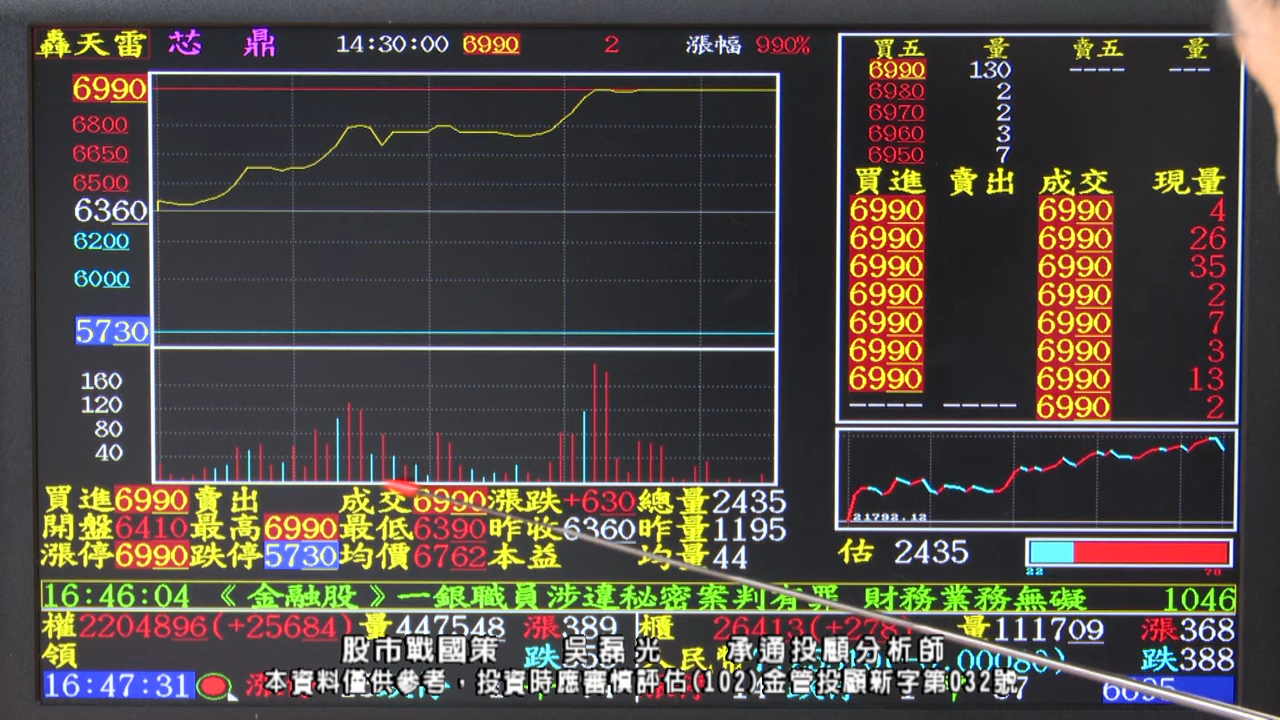 轟天雷 芯 鼎 14:30:00 6990 2 漲幅 990%
6990
6800
6650
6500
6360
6200
6000
5730
160
120
80
40
買五 量 賣五 量
6990 130 ---- ---
6980 2
6970 2
6960 3
6950 7
買進 賣出 成交 現量
6990 6990 4
6990 6990 26
6990 6990 35
6990 6990 2
6990 6990 7
6990 6990 3
6990 6990 13
---- ---- 6990 2
21792.12
買進6990賣出 成交6990漲跌+630總量2435
開盤6410最高6990最低6390昨收6360昨量1195
漲停6990跌停5730均價6762本益 均量44
估 2435
22 78
16:46:04 《金融股》一銀職員涉違秘密案判有罪 財務業務無礙 1046
權2204896(+25684)量447548 漲389 櫃 26413(+278 量111709 漲368
領 跌 人民幣 跌388
股市戰國策 吳磊光 承通投顧分析師
本資料僅供參考，投資時應審慎評估(102)金管投顧新字第032號
16:47:31